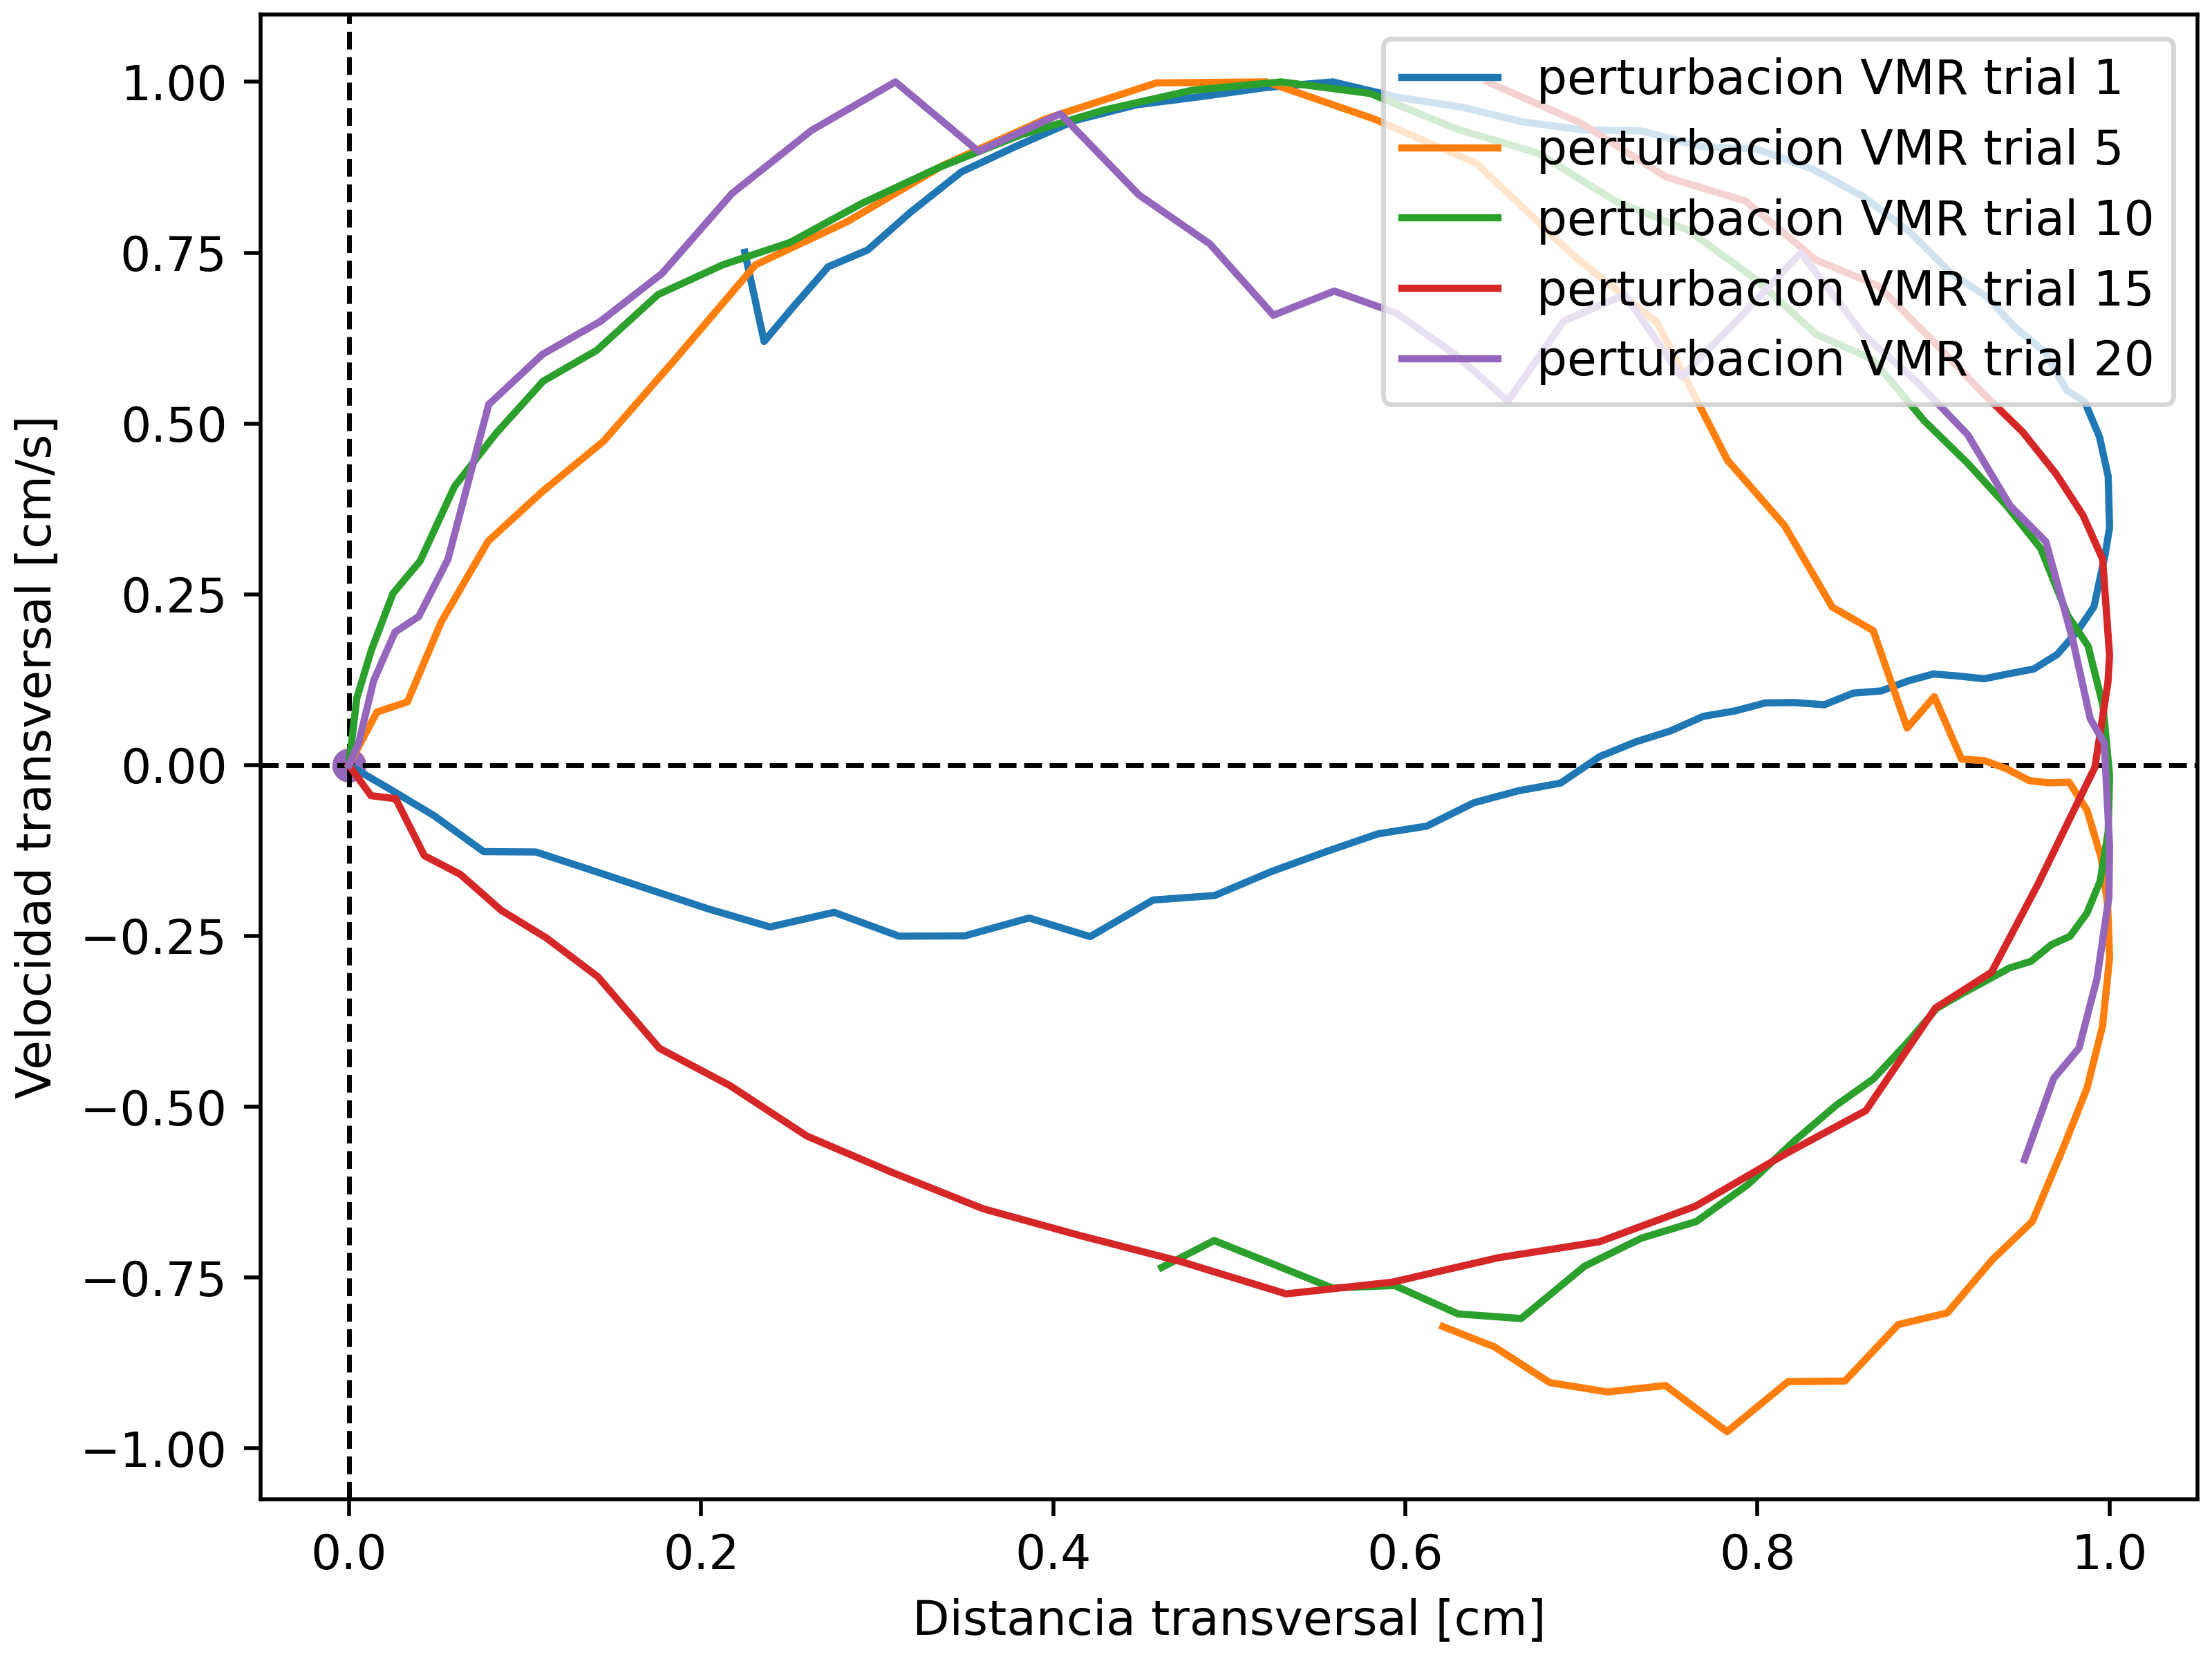 perturbacion VMR trial 1
perturbacion VMR trial 5
perturbacion VMR trial 10
perturbacion VMR trial 15
perturbacion VMR trial 20
Velocidad transversal [cm/s]
1.00
0.75
0.50
0.25
0.00
−0.25
−0.50
−0.75
−1.00
0.0 0.2 0.4 0.6 0.8 1.0
Distancia transversal [cm]